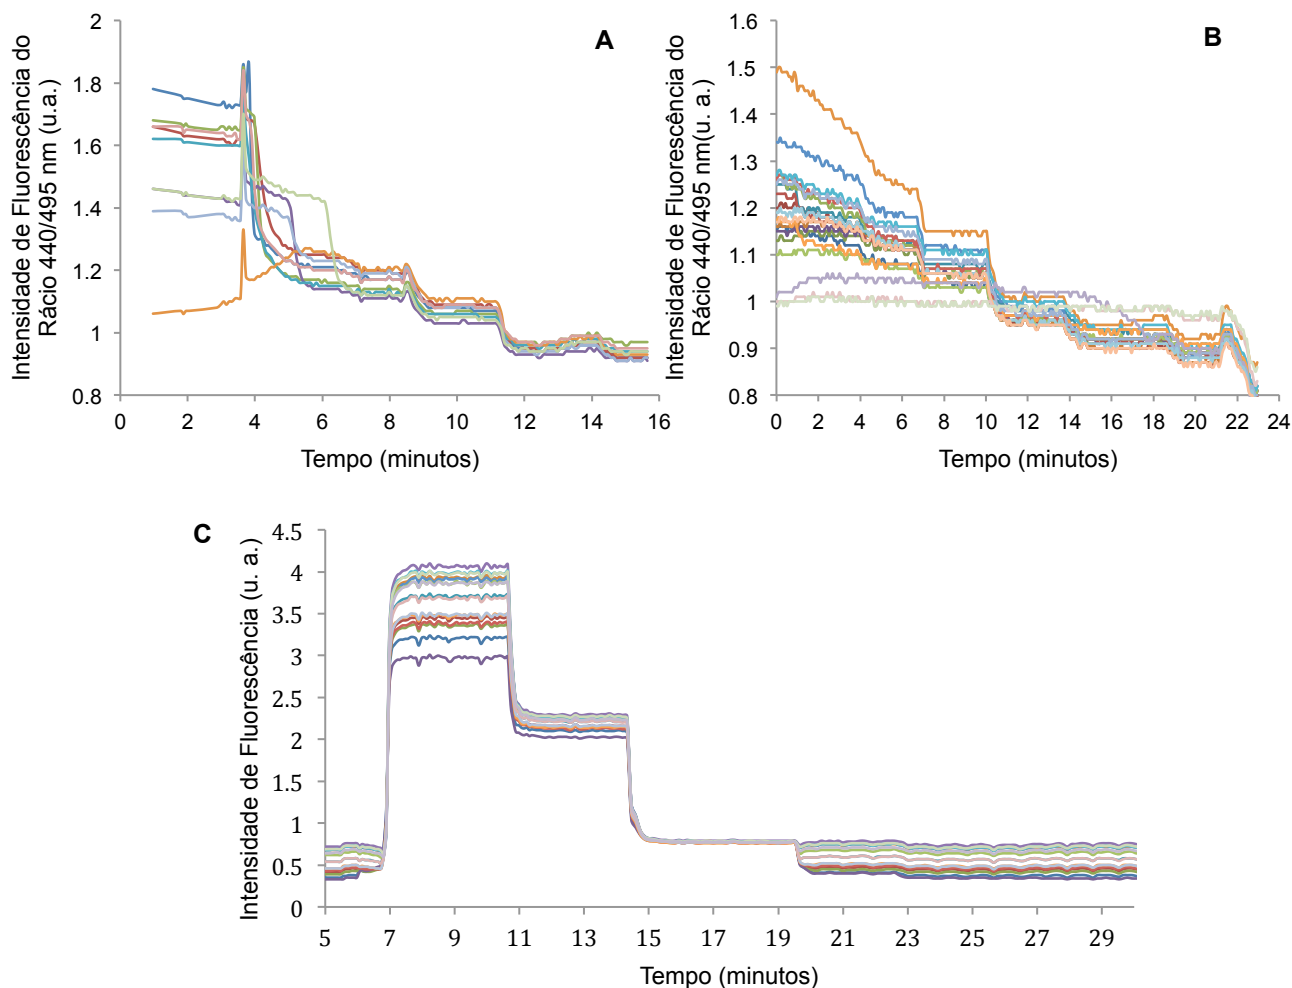 A
Intensidade de Fluorescência do
Rácio 440/495 nm (u.a.)
2
1.8
1.6
1.4
1.2
1
0.8
0 2 4 6 8 10 12 14 16
Tempo (minutos)
B
Intensidade de Fluorescência do
Rácio 440/495 nm(u. a.)
1.6
1.5
1.4
1.3
1.2
1.1
1
0.9
0.8
0 2 4 6 8 10 12 14 16 18 20 22 24
Tempo (minutos)
C
Intensidade de Fluorescência (u. a.)
4.5
4
3.5
3
2.5
2
1.5
1
0.5
0
5 7 9 11 13 15 17 19 21 23 25 27 29
Tempo (minutos)